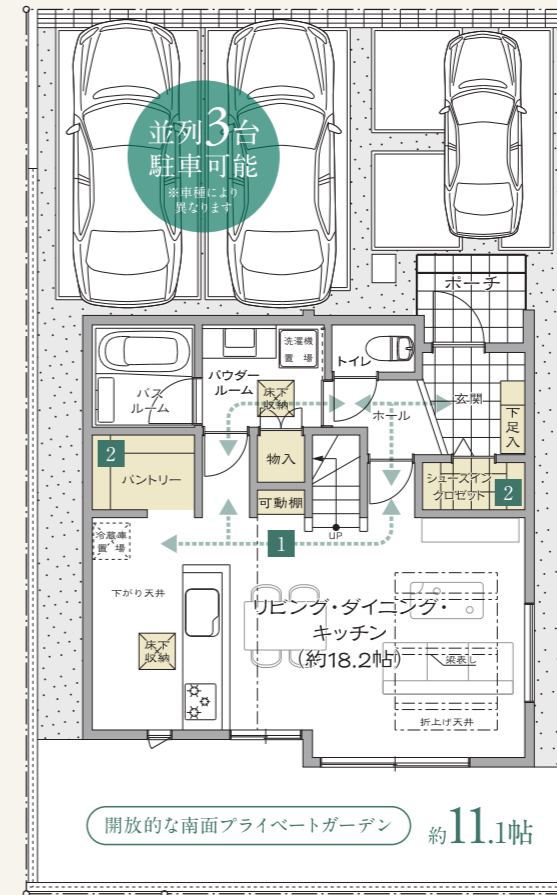 並列3台
駐車可能
※車種により
異なります
ポーチ
洗濯機
置場
トイレ
パウダー
ルーム
バス
ルーム
床下
収納
ホール
玄関
下足入
2
パントリー
物入
シューズイン
クロゼット
2
可動棚
UP
冷蔵庫
置場
1
下がり天井
リビング・ダイニング・
キッチン
(約18.2帖)
床下
収納
梁表し
折上げ天井
開放的な南面プライベートガーデン
約11.1帖